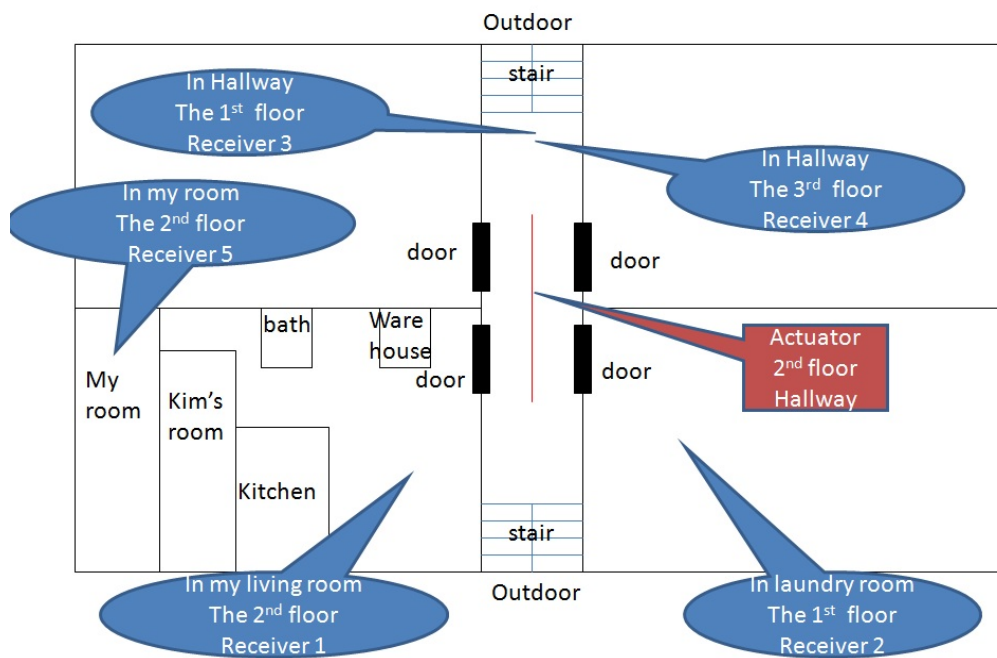 Outdoor
stair
In Hallway
The 1st floor
Receiver 3
In Hallway
The 3rd floor
Receiver 4
In my room
The 2nd floor
Receiver 5
door
door
bath
Ware
house
door
door
Actuator
2nd floor
Hallway
My
room
Kim's
room
Kitchen
stair
In my living room
The 2nd floor
Receiver 1
Outdoor
In laundry room
The 1st floor
Receiver 2